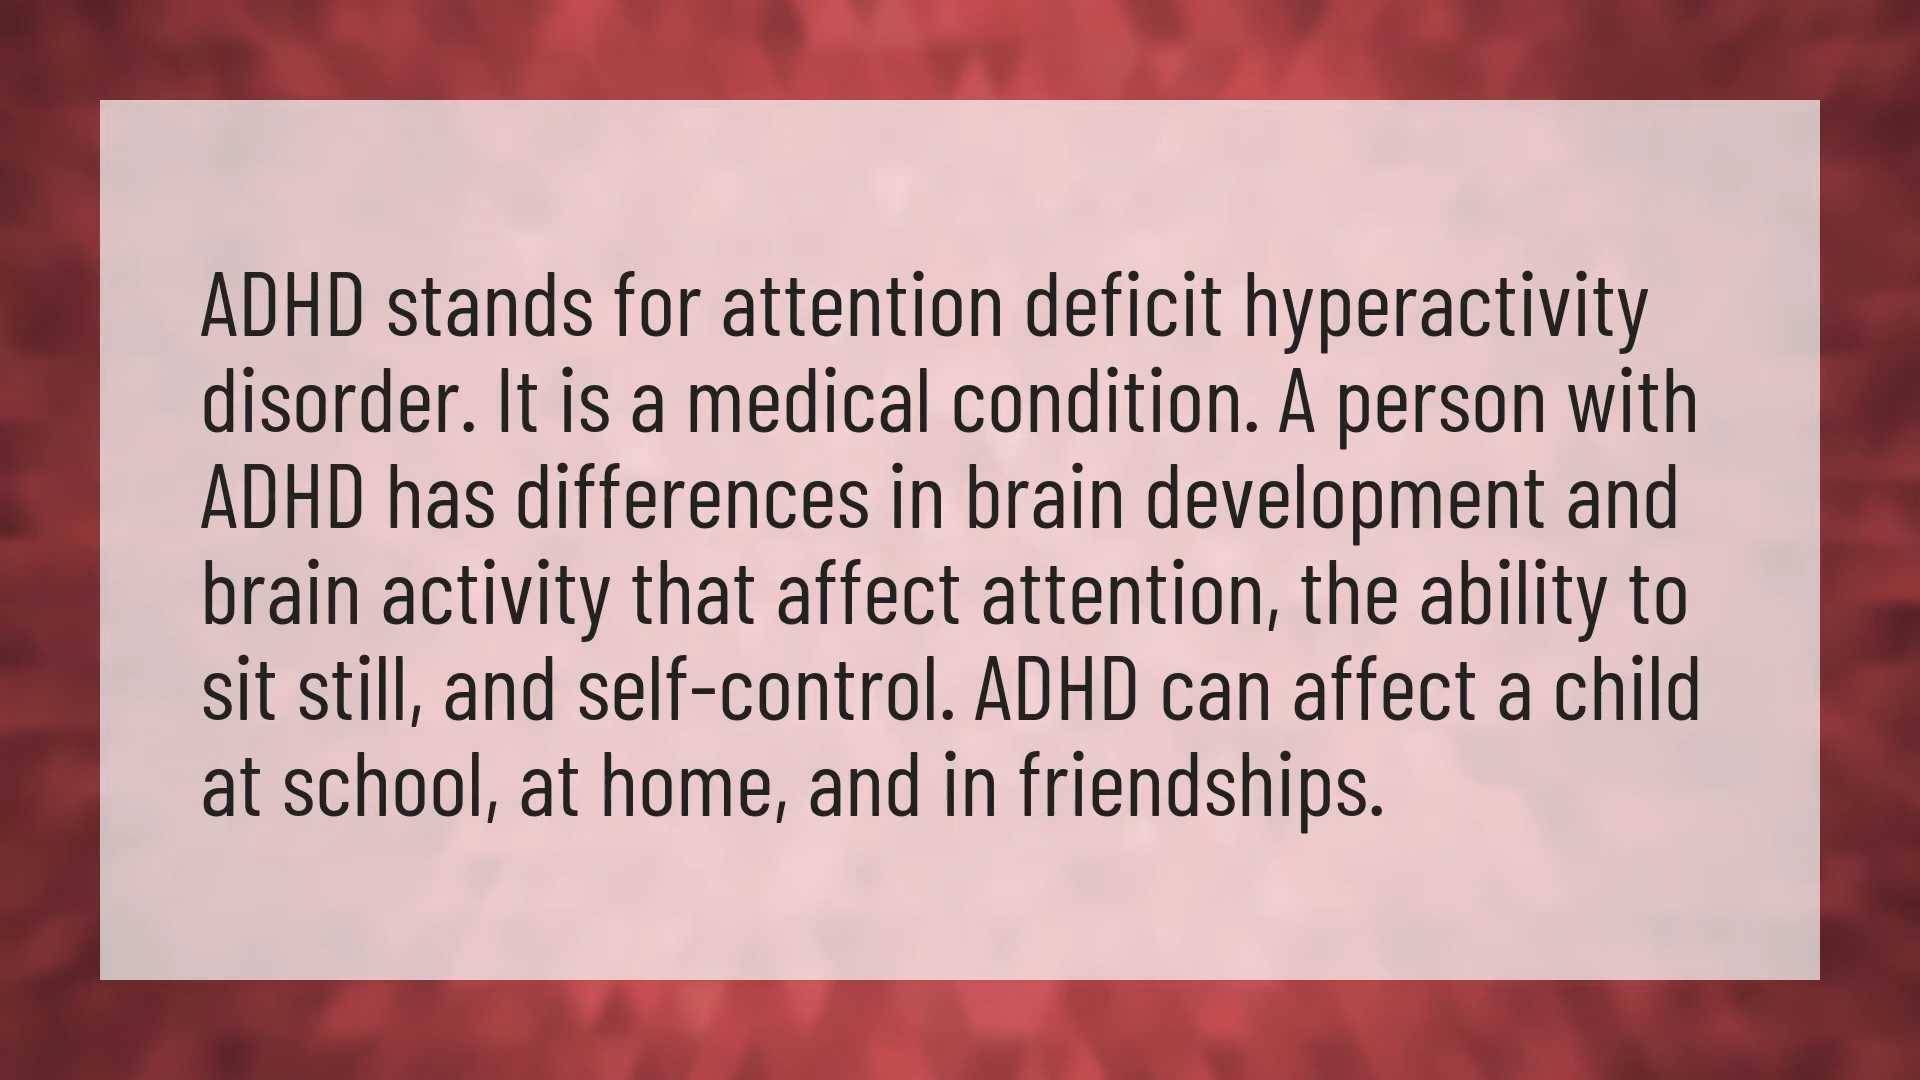 ADHD stands for attention deficit hyperactivity
disorder. It is a medical condition. A person with
ADHD has differences in brain development and
brain activity that affect attention, the ability to
sit still, and self-control. ADHD can affect a child
at school, at home, and in friendships.